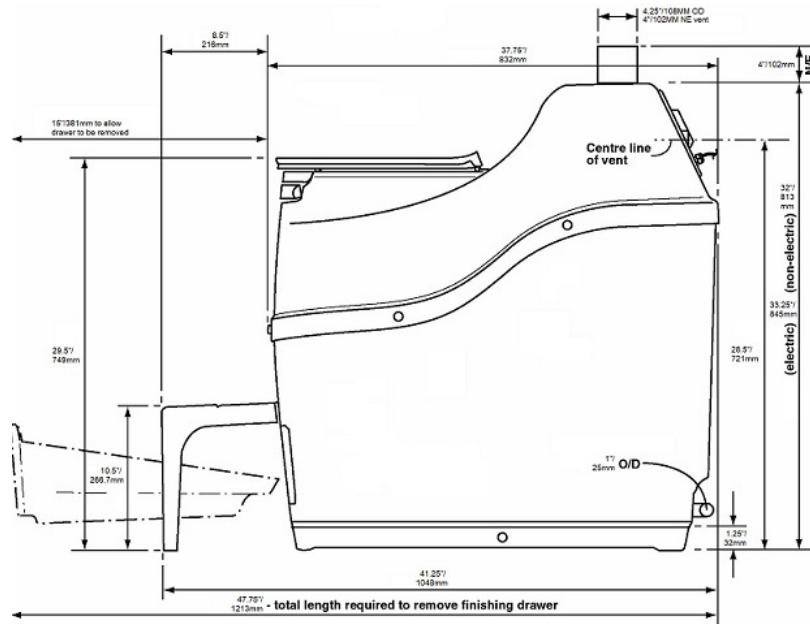 4.25"/108MM OD
4"/102MM NE vent
8.5"/
216mm
37.75"/
832mm
4"/102mm
N/E
15"/381mm to allow
drawer to be removed
Centre line
of vent
32"/
813
mm
(non-electric)
33.25"/
845mm
(electric)
29.5"/
749mm
28.5"/
721mm
10.5"/
266.7mm
1"/
25mm O/D
1.25"/
32mm
41.25"/
1048mm
47.75"/
1213mm - total length required to remove finishing drawer